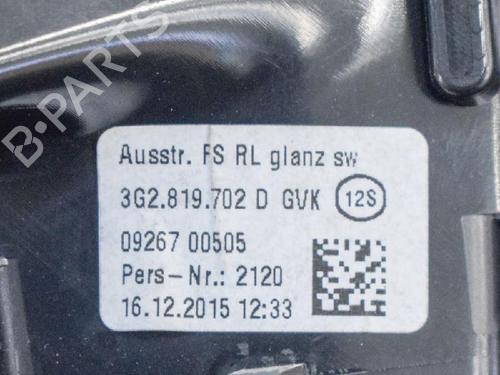 B-PARTS
Ausstr. FS RL glanz sw
3G2.819.702 D GVK 12S
09267 00505
Pers-Nr.: 2120
16.12.2015 12:33